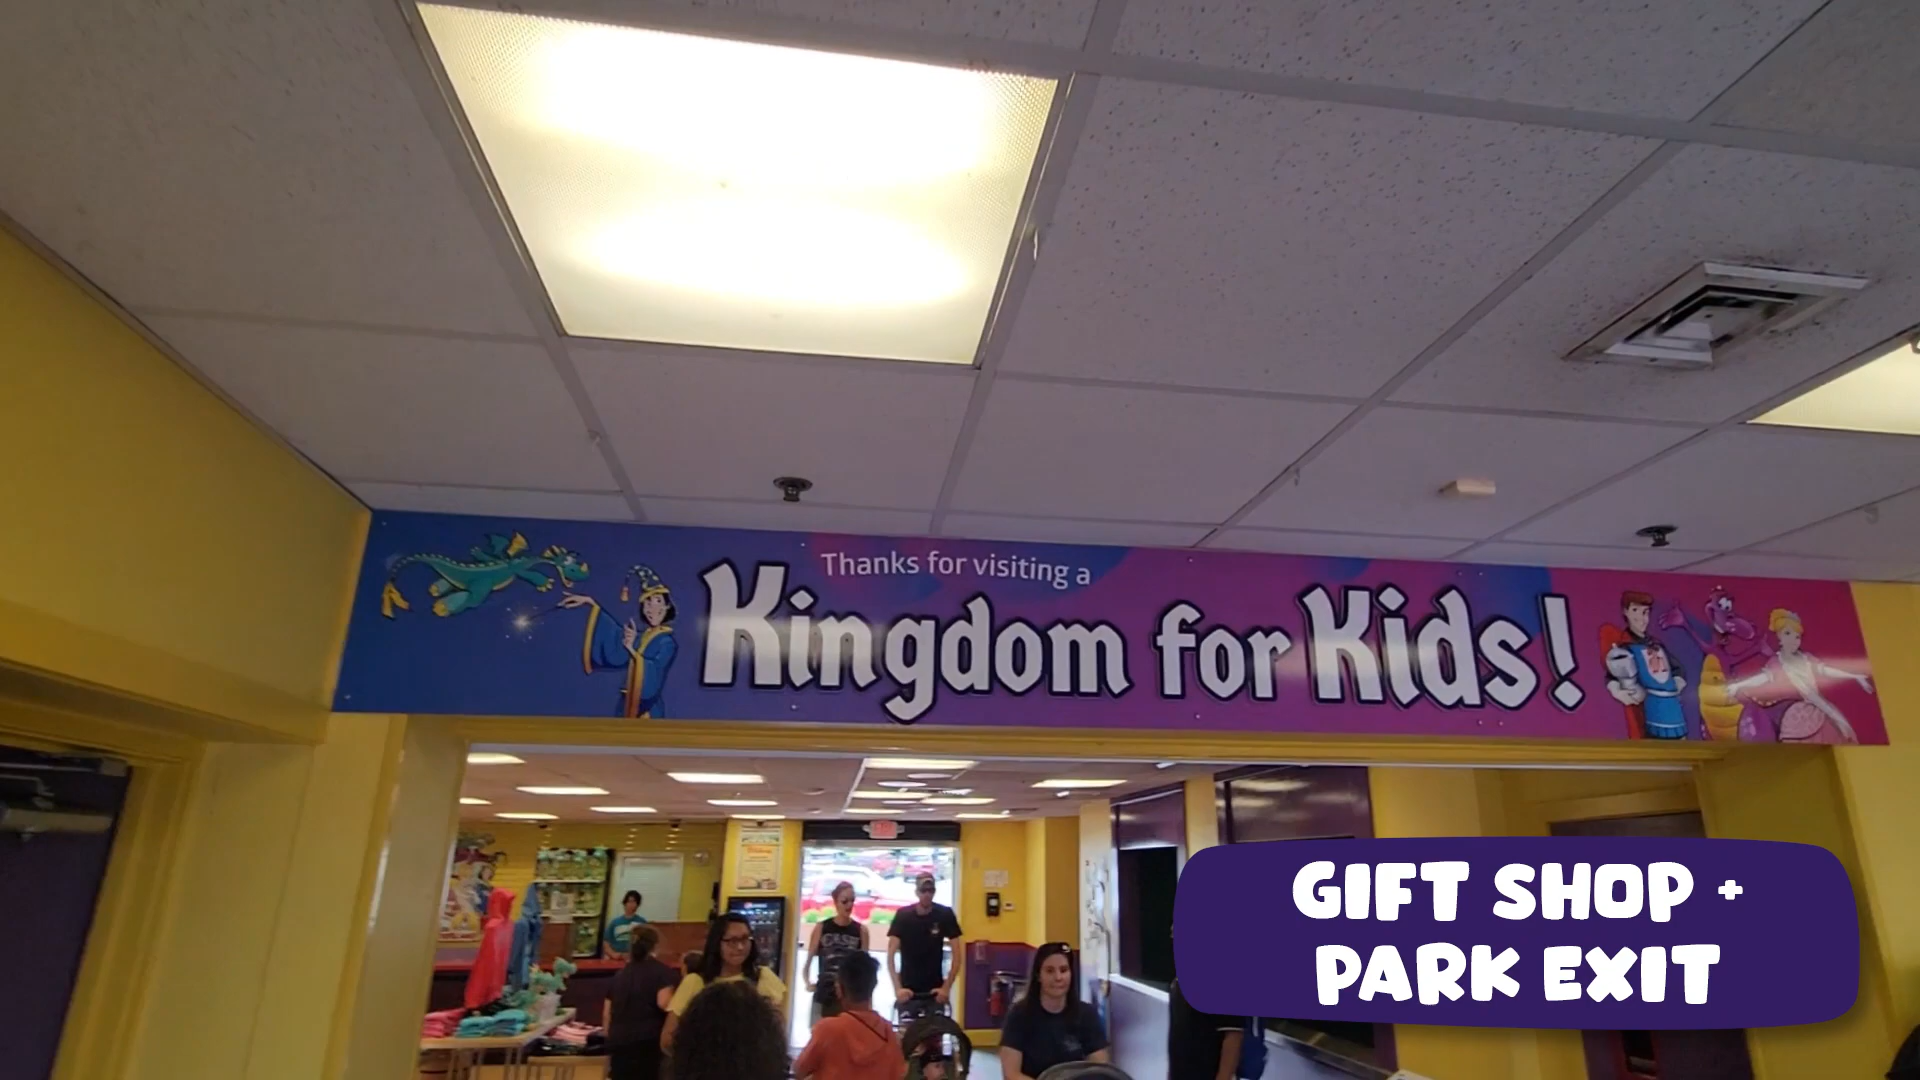 Thanks for visiting a
Kingdom for Kids!
GIFT SHOP +
PARK EXIT